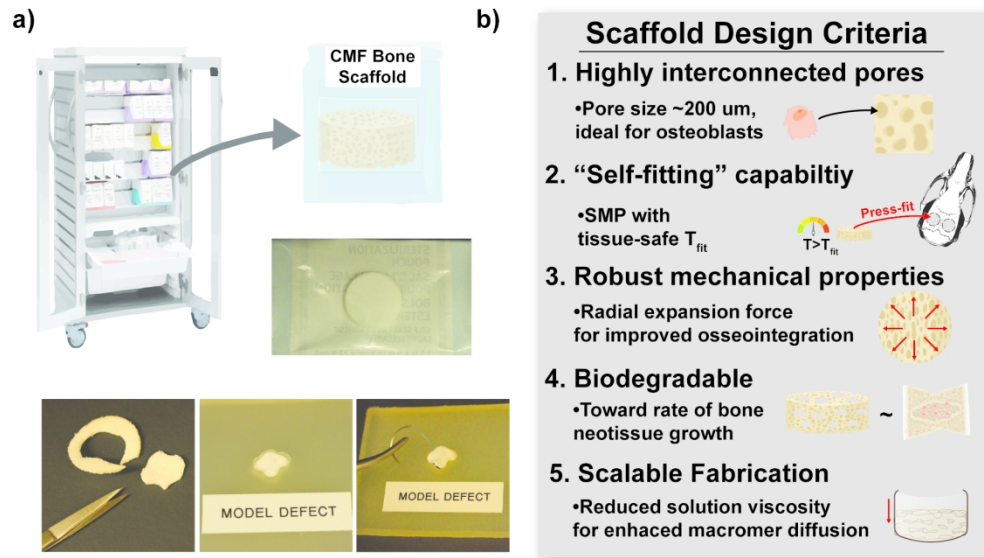 a)
CMF Bone
Scaffold
STERILIZATION
POUCH
MODEL DEFECT
MODEL DEFECT
b)
Scaffold Design Criteria
1. Highly interconnected pores
•Pore size ~200 um,
ideal for osteoblasts
2. “Self-fitting” capabiltiy
•SMP with
tissue-safe Tfit
Press-fit
T>Tfit
3. Robust mechanical properties
•Radial expansion force
for improved osseointegration
4. Biodegradable
•Toward rate of bone
neotissue growth
~
5. Scalable Fabrication
•Reduced solution viscosity
for enhaced macromer diffusion